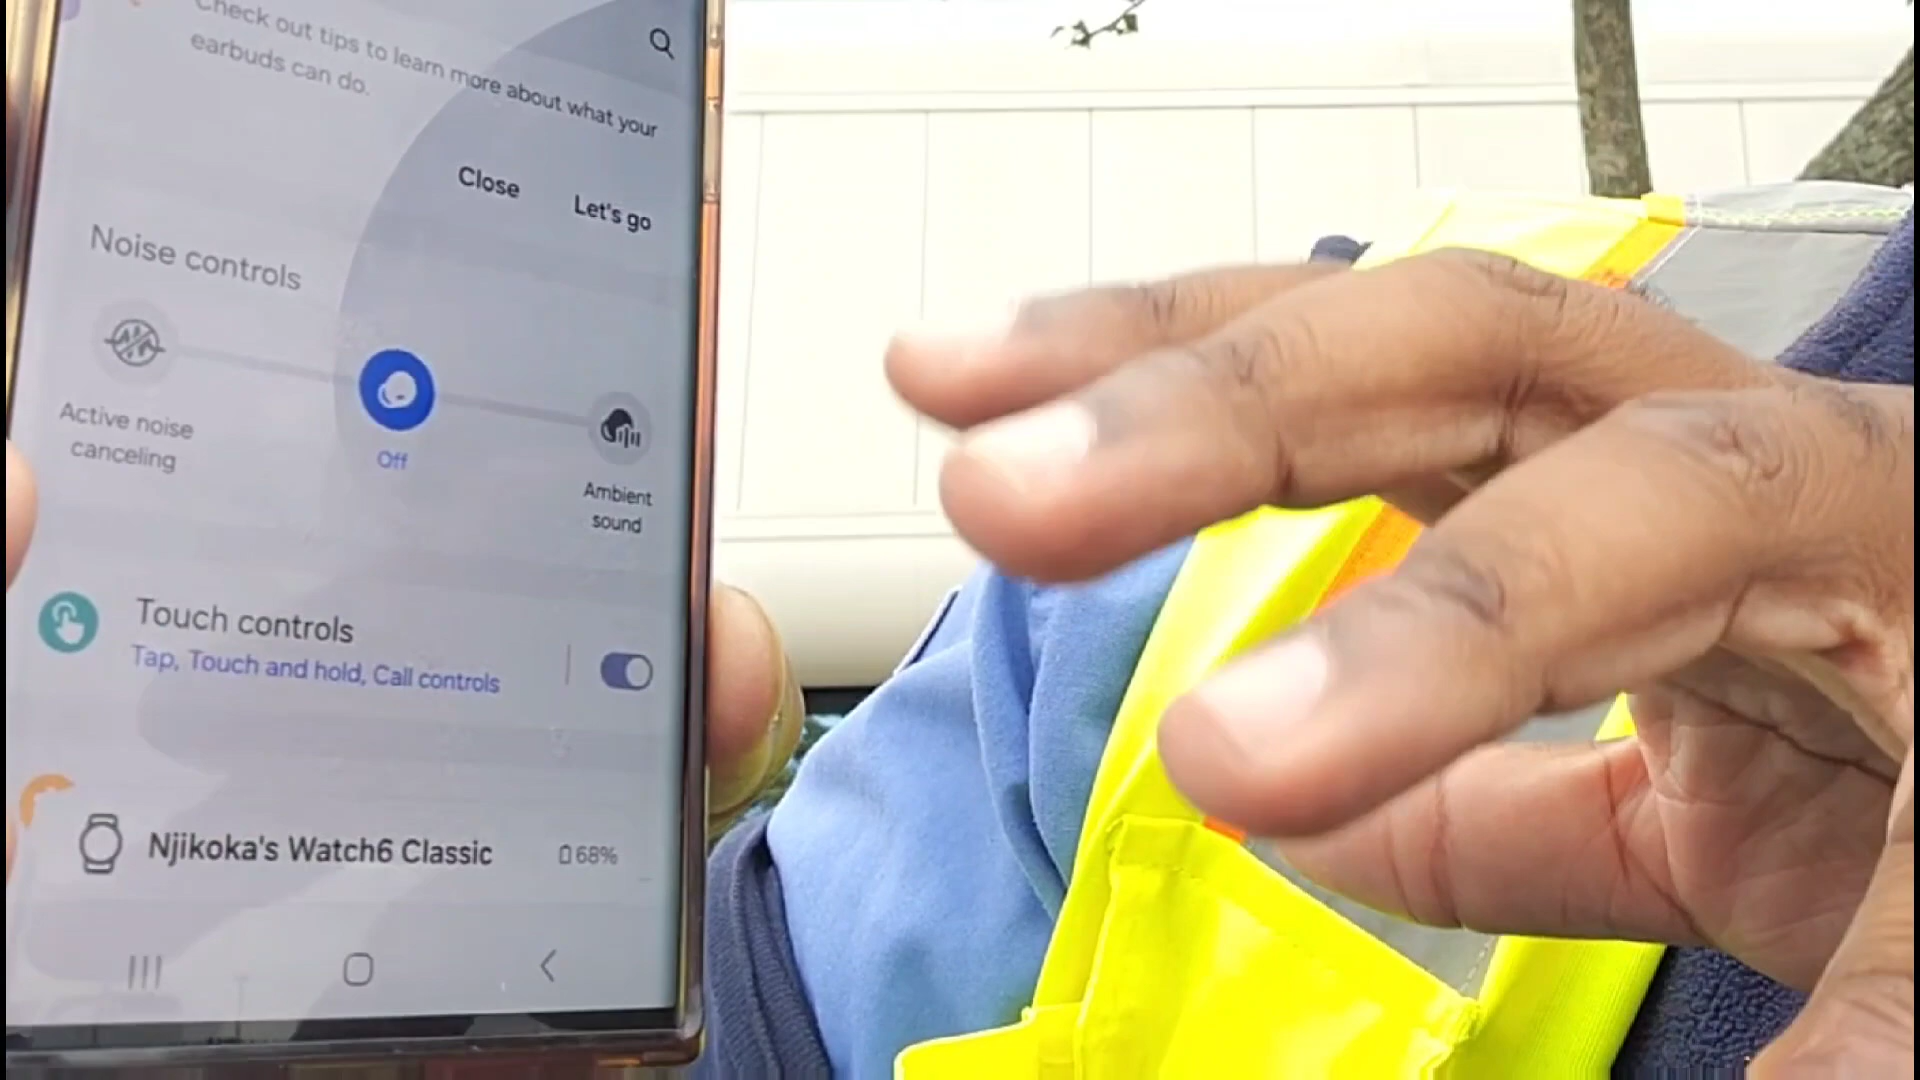 Check out tips to learn more about what your
earbuds can do.
Close
Let's go
Noise controls
Active noise
canceling
Off
Ambient
sound
Touch controls
Tap, Touch and hold, Call controls
Njikoka's Watch6 Classic
68%